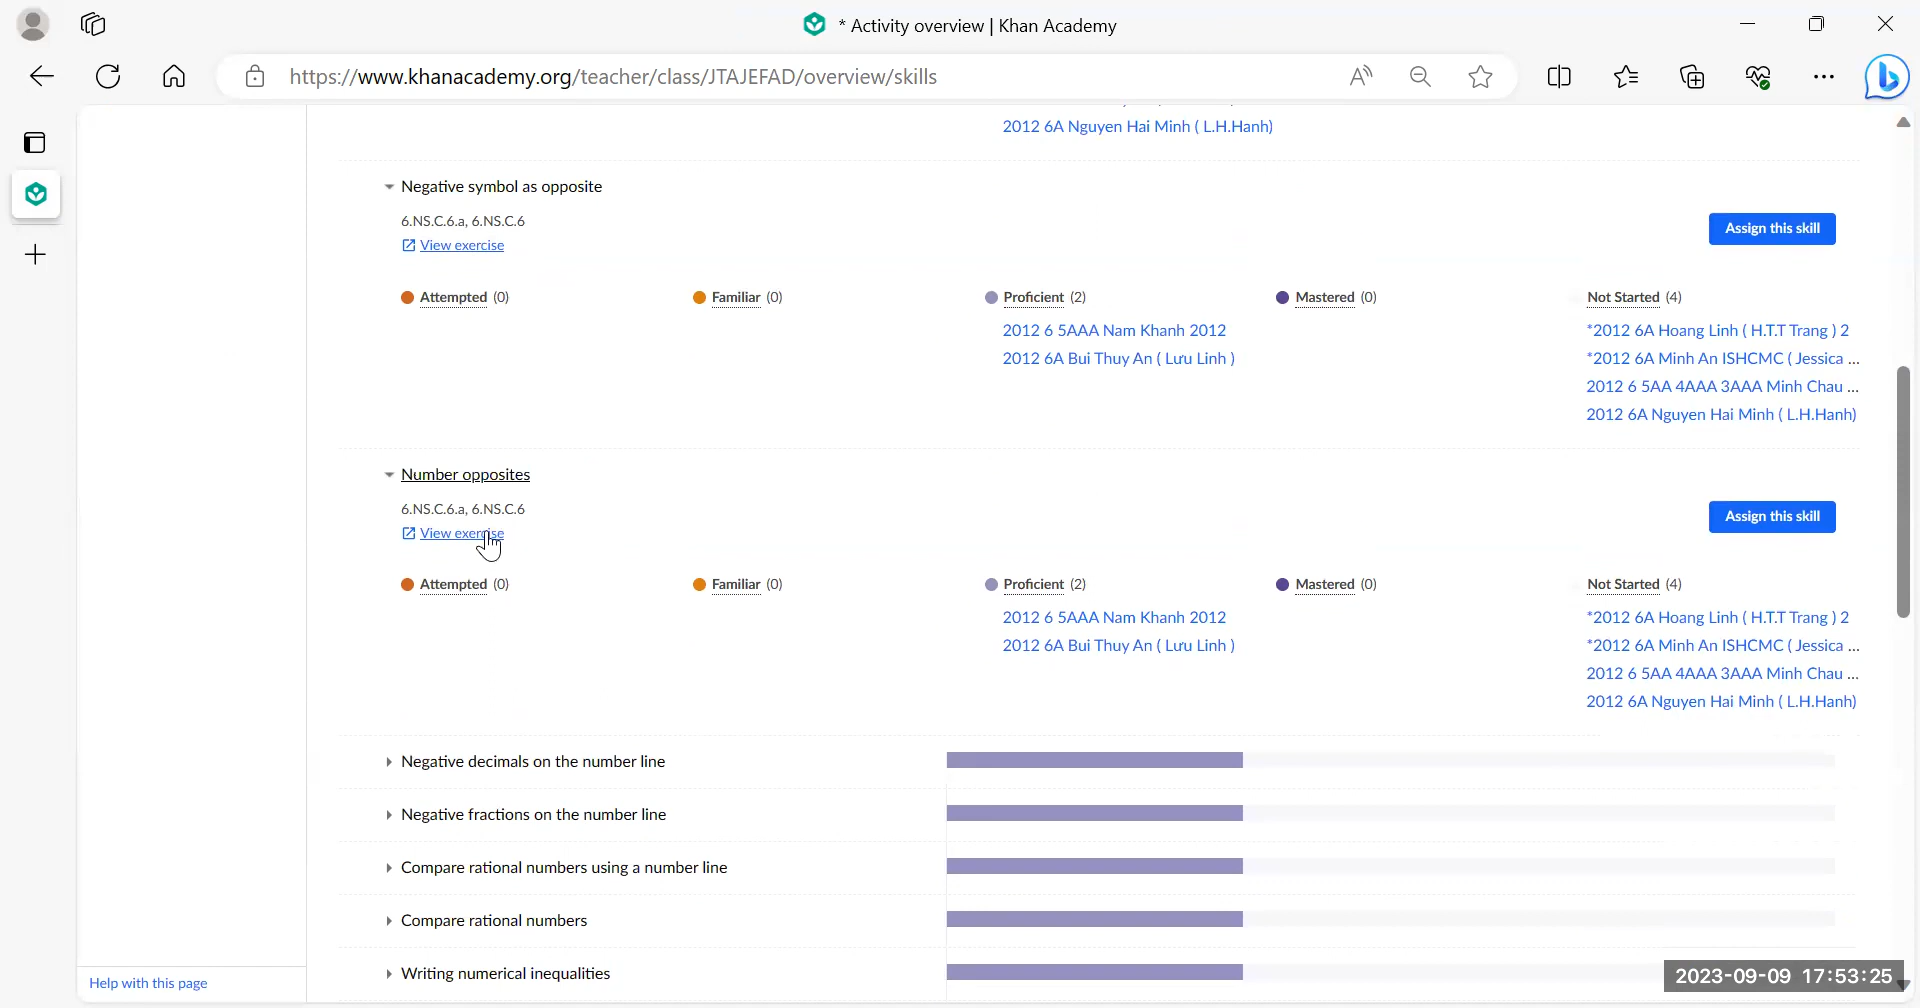 * Activity overview | Khan Academy
https://www.khanacademy.org/teacher/class/JTAJEFAD/overview/skills
2012 6A Nguyen Hai Minh ( L.H.Hanh)
Negative symbol as opposite
6.NS.C.6.a, 6.NS.C.6
View exercise
Assign this skill
Attempted (0)
Familiar (0)
Proficient (2)
2012 6 5AAA Nam Khanh 2012
2012 6A Bui Thuy An ( Lưu Linh )
Mastered (0)
Not Started (4)
*2012 6A Hoang Linh ( H.T.T Trang ) 2
*2012 6A Minh An ISHCMC ( Jessica ...
2012 6 5AA 4AAA 3AAA Minh Chau ...
2012 6A Nguyen Hai Minh ( L.H.Hanh)
Number opposites
6.NS.C.6.a, 6.NS.C.6
View exercise
Assign this skill
Attempted (0)
Familiar (0)
Proficient (2)
2012 6 5AAA Nam Khanh 2012
2012 6A Bui Thuy An ( Lưu Linh )
Mastered (0)
Not Started (4)
*2012 6A Hoang Linh ( H.T.T Trang ) 2
*2012 6A Minh An ISHCMC ( Jessica ...
2012 6 5AA 4AAA 3AAA Minh Chau ...
2012 6A Nguyen Hai Minh ( L.H.Hanh)
Negative decimals on the number line
Negative fractions on the number line
Compare rational numbers using a number line
Compare rational numbers
Writing numerical inequalities
Help with this page
2023-09-09 17:53:25